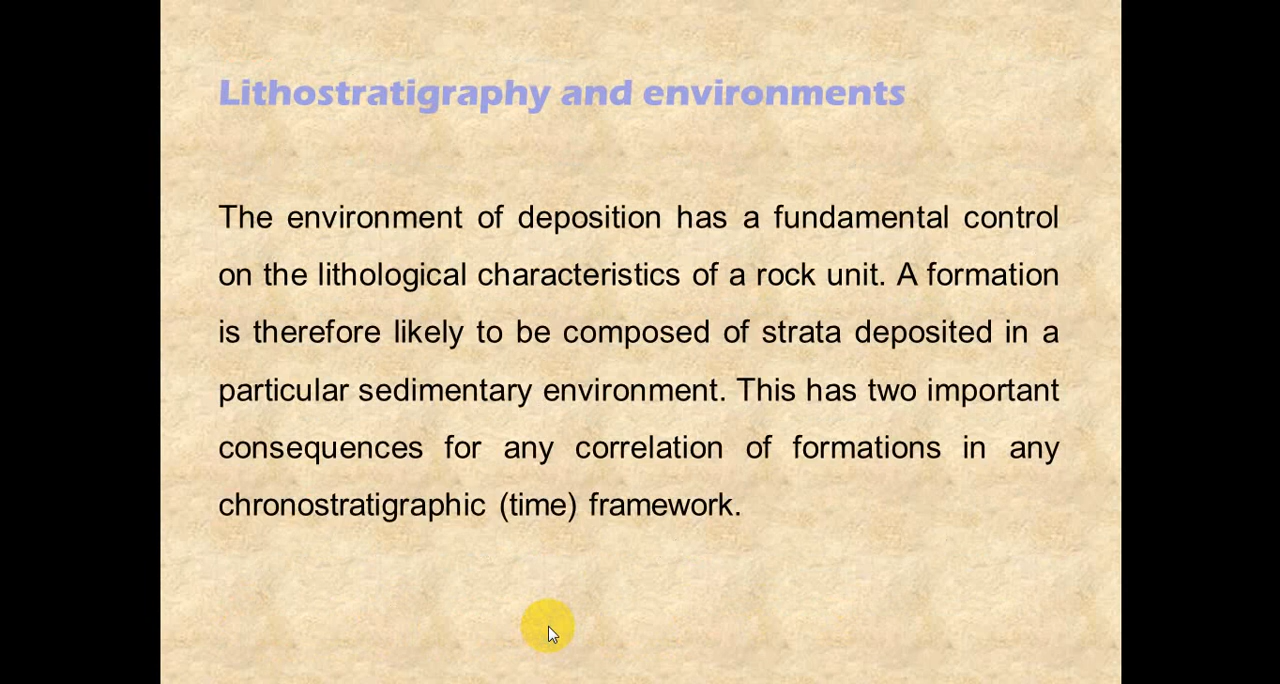 Lithostratigraphy and environments
The environment of deposition has a fundamental control
on the lithological characteristics of a rock unit. A formation
is therefore likely to be composed of strata deposited in a
particular sedimentary environment. This has two important
consequences for any correlation of formations in any
chronostratigraphic (time) framework.